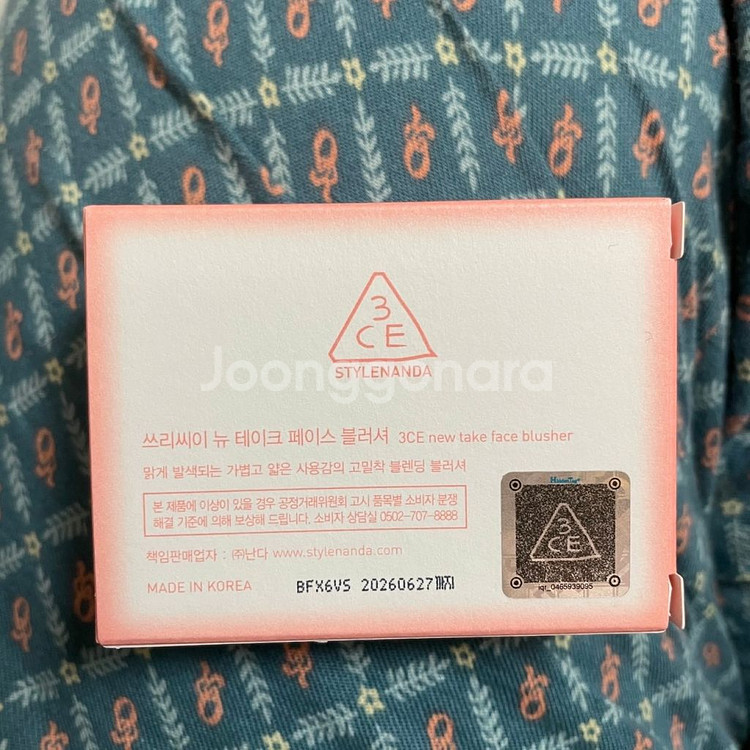 3
CE
STYLENANDA
Joonggonara
쓰리씨이 뉴 테이크 페이스 블러셔 3CE new take face blusher
맑게 발색되는 가볍고 얇은 사용감의 고밀착 블렌딩 블러셔
본 제품에 이상이 있을 경우 공정거래위원회 고시 품목별 소비자 분쟁
해결 기준에 의해 보상해 드립니다. 소비자 상담실 0502-707-8888
책임판매업자 : ㈜난다 www.stylenanda.com
MADE IN KOREA
BFX6VS 20260627까지
HiddenTag
3
CE
iqr_0465939095